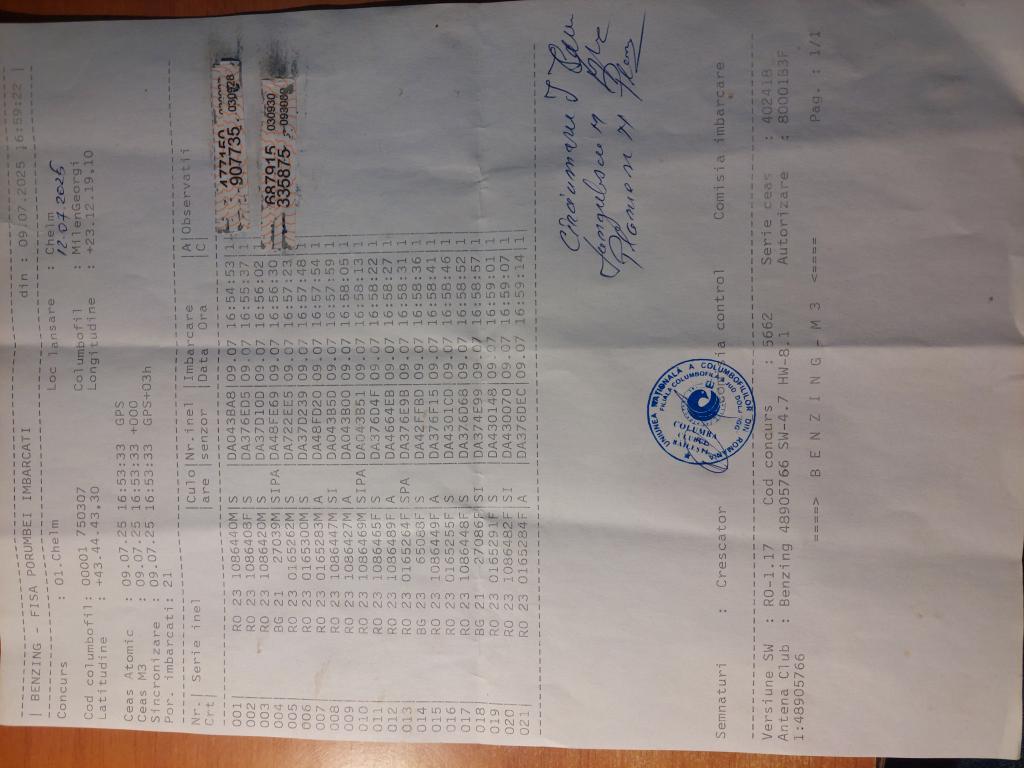 | BENZING - FISA PORUMBEI IMBARCATI din : 09.07.2025 16:59:22 |
Concurs : 01.Chelm Loc lansare : Chelm
12.07.2025
Cod columbofil: 00001 750307 Columbofil : MilenGeorgi
Latitudine : +43.44.43.30 Longitudine : +23.12.19.10
Ceas Atomic : 09.07.25 16:53:33 GPS
Ceas M3 : 09.07.25 16:53:33 +000
Sincronizare : 09.07.25 16:53:33 GPS+03h
Por. imbarcati: 21
Nr.| Serie inel |Culo|Nr.inel |Imbarcare |A|Observatii
Crt| |are |senzor |Data Ora |C|
001 RO 23 1086440M|S |DA043BAB|09.07 16:54:53|1
002 RO 23 1086408F|S |DA376ED5|09.07 16:55:37|1
003 RO 23 1086420M|S |DA37D10D|09.07 16:56:02|1
004 BG 21 27039M|SIPA|DA4BFE69|09.07 16:56:30|1
005 RO 23 0165262M|S |DA722EE5|09.07 16:57:23|1
006 RO 23 0165300M|S |DA37D239|09.07 16:57:48|1
007 RO 23 0165283M|A |DA4BFD20|09.07 16:57:54|1
008 RO 23 1086447M|SI |DA043B5D|09.07 16:57:59|1
009 RO 23 1086427M|A |DA043B00|09.07 16:58:05|1
010 RO 23 1086469M|SIPA|DA043B51|09.07 16:58:13|1
011 RO 23 1086465F|S |DA376D4F|09.07 16:58:22|1
012 RO 23 1086489F|A |DA4664EB|09.07 16:58:27|1
013 RO 23 0165264F|SPA |DA376E9B|09.07 16:58:31|1
014 BG 23 65088F|S |DA42FFBD|09.07 16:58:36|1
015 RO 23 1086449F|A |DA376F15|09.07 16:58:41|1
016 RO 23 0165255F|S |DA4301CD|09.07 16:58:46|1
017 RO 23 1086448F|S |DA376D68|09.07 16:58:52|1
018 BG 21 27086F|SI |DA374E99|09.07 16:58:57|1
019 RO 23 0165291F|S |DA430148|09.07 16:59:01|1
020 RO 23 1086482F|SI |DA43007D|09.07 16:59:07|1
021 RO 23 0165284F|A |DA376DEC|09.07 16:59:14|1
477150 030928
907735
687915 030930
335875 093090
Semnaturi : Crescator Comisia control Comisia imbarcare
UNIUNEA NATIONALA A COLUMBOFILILOR DIN ROMANIA
COLUMBA
Versiune SW : RO-1.17 Cod concurs : 5662 Serie ceas : 402418
Antena Club : Benzing 48905766 SW-4.7 HW-8.1 Autorizare : 80001B3F
1:48905766
====> B E N Z I N G - M 3 <==== Pag. : 1/1